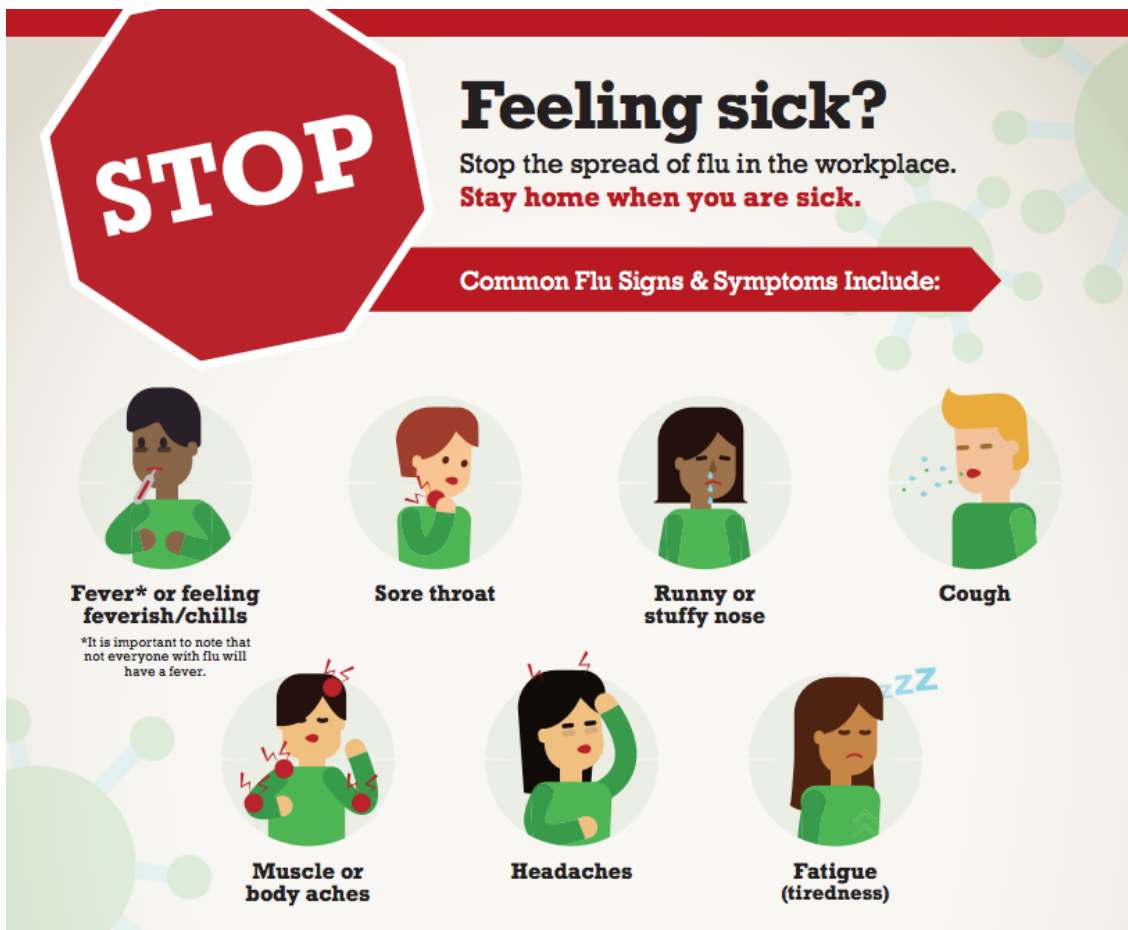 STOP
Feeling sick?
Stop the spread of flu in the workplace.
Stay home when you are sick.
Common Flu Signs & Symptoms Include:
Fever* or feeling
feverish/chills
*It is important to note that
not everyone with flu will
have a fever.
Sore throat
Runny or
stuffy nose
Cough
zzz
Muscle or
body aches
Headaches
Fatigue
(tiredness)